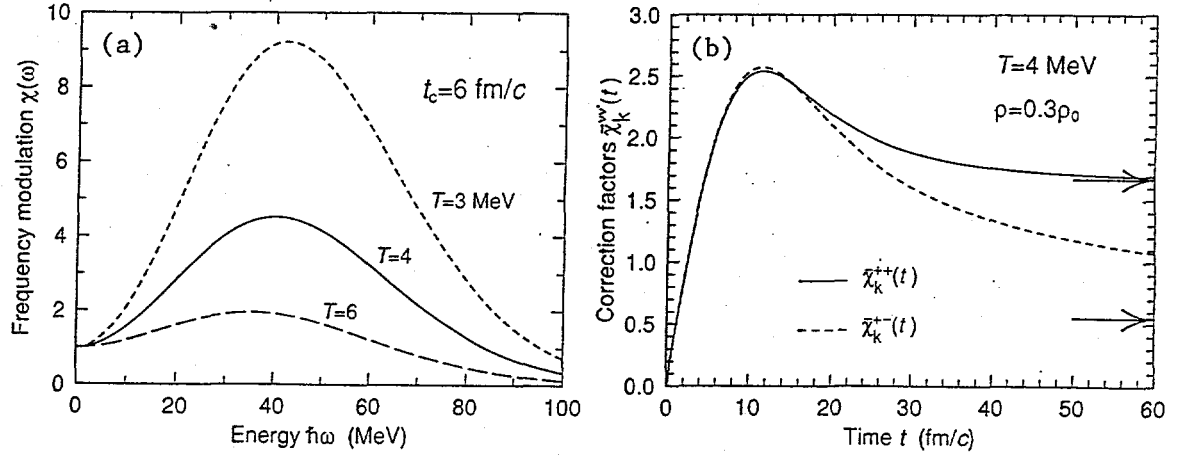 (a)
t_c=6 fm/c
T=3 MeV
T=4
T=6
Frequency modulation χ(ω)
10
8
6
4
2
0
0 20 40 60 80 100
Energy ħω (MeV)
(b)
T=4 MeV
ρ=0.3ρ₀
χ̄_k^{++}(t)
χ̄_k^{+-}(t)
Correction factors χ̄_k^{νν'}(t)
3.0
2.5
2.0
1.5
1.0
0.5
0.0
0 10 20 30 40 50 60
Time t (fm/c)